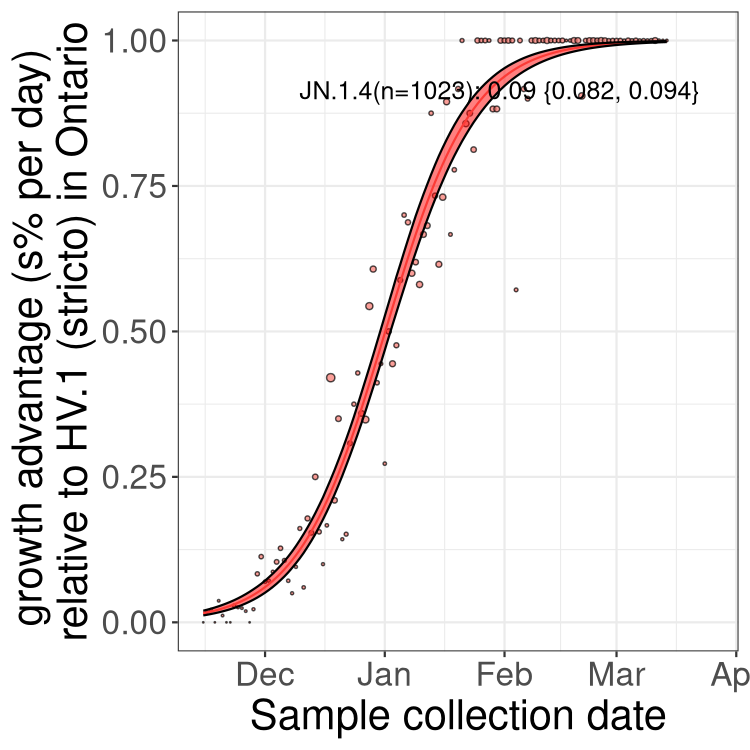 growth advantage (s% per day)
relative to HV.1 (stricto) in Ontario
1.00
0.75
0.50
0.25
0.00
JN.1.4(n=1023): 0.09 {0.082, 0.094}
Dec Jan Feb Mar Ap
Sample collection date